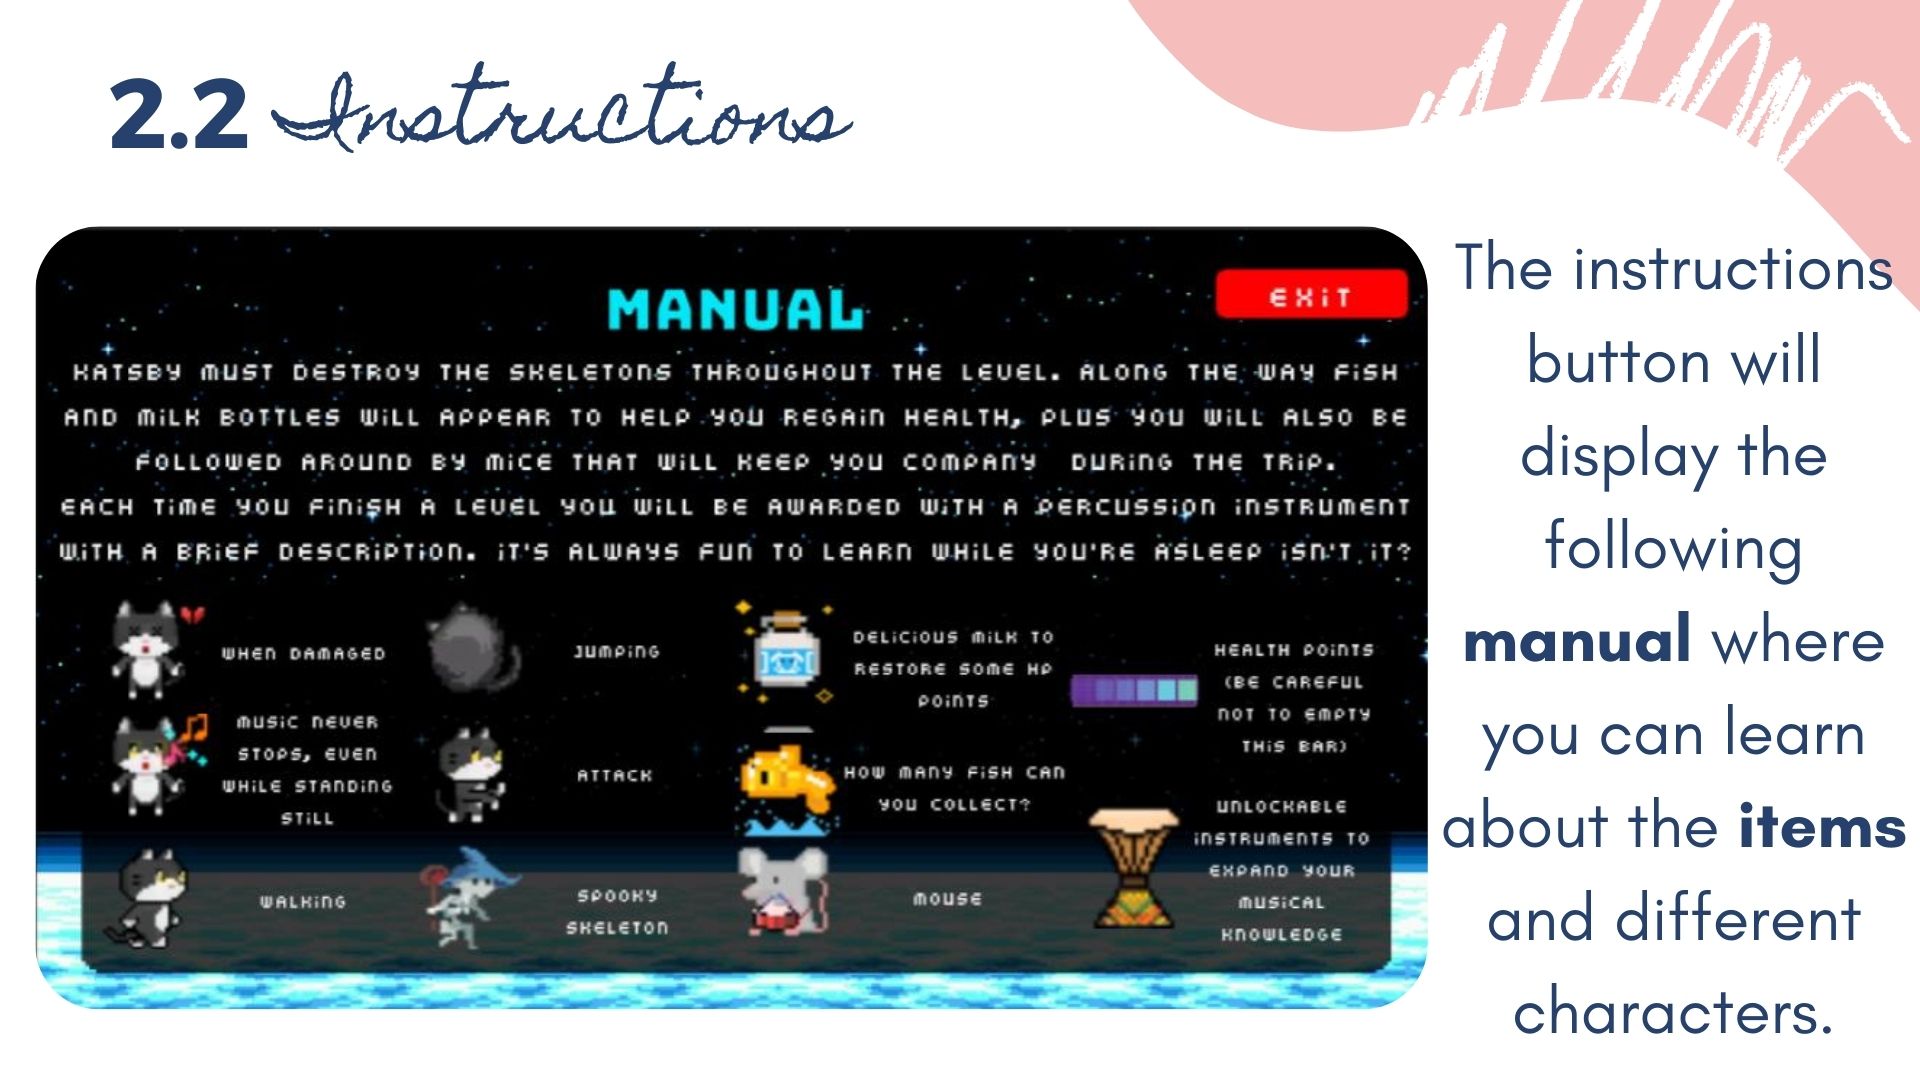 2.2 Instructions
MANUAL
EXIT
KATSBY MUST DESTROY THE SKELETONS THROUGHOUT THE LEVEL. ALONG THE WAY FISH
AND MILK BOTTLES WILL APPEAR TO HELP YOU REGAIN HEALTH, PLUS YOU WILL ALSO BE
FOLLOWED AROUND BY MICE THAT WILL KEEP YOU COMPANY DURING THE TRIP.
EACH TIME YOU FINISH A LEVEL YOU WILL BE AWARDED WITH A PERCUSSION INSTRUMENT
WITH A BRIEF DESCRIPTION. IT'S ALWAYS FUN TO LEARN WHILE YOU'RE ASLEEP ISN'T IT?
WHEN DAMAGED
MUSIC NEVER
STOPS, EVEN
WHILE STANDING
STILL
WALKING
JUMPING
ATTACK
SPOOKY
SKELETON
DELICIOUS MILK TO
RESTORE SOME HP
POINTS
HOW MANY FISH CAN
YOU COLLECT?
MOUSE
HEALTH POINTS
(BE CAREFUL
NOT TO EMPTY
THIS BAR)
UNLOCKABLE
INSTRUMENTS TO
EXPAND YOUR
MUSICAL
KNOWLEDGE
The instructions
button will
display the
following
manual where
you can learn
about the items
and different
characters.